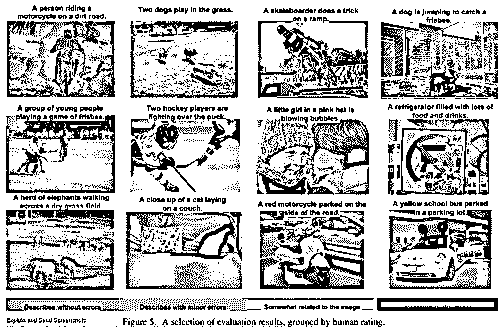 A person riding a
motorcycle on a dirt road.
Two dogs play in the grass.
A skateboarder does a trick
on a ramp.
A dog is jumping to catch a
frisbee.
A group of young people
playing a game of frisbee.
Two hockey players are
fighting over the puck.
A little girl in a pink hat is
blowing bubbles.
A refrigerator filled with lots of
food and drinks.
A herd of elephants walking
across a dry grass field.
A close up of a cat laying
on a couch.
A red motorcycle parked on the
side of the road.
A yellow school bus parked
in a parking lot.
Describes without errors
Describes with minor errors
Somewhat related to the image
Figure 5. A selection of evaluation results, grouped by human rating.